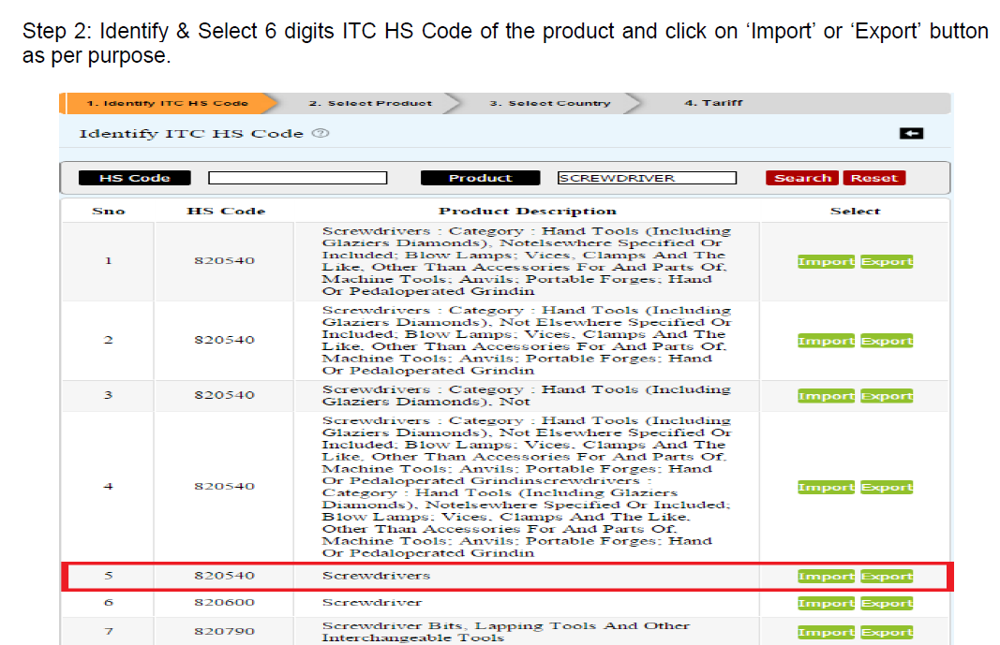 Step 2: Identify & Select 6 digits ITC HS Code of the product and click on ‘Import’ or ‘Export’ button
as per purpose.
1. Identify ITC HS Code 2. Select Product 3. Select Country 4. Tariff
Identify ITC HS Code ?
HS Code Product SCREWDRIVER Search Reset
Sno HS Code Product Description Select
Screwdrivers : Category : Hand Tools (Including
Glaziers Diamonds), Notelsewhere Specified Or
Included; Blow Lamps; Vices, Clamps And The
1 820540 Like, Other Than Accessories For And Parts Of, Import Export
Machine Tools; Anvils; Portable Forges; Hand
Or Pedaloperated Grindin
Screwdrivers : Category : Hand Tools (Including
Glaziers Diamonds), Not Elsewhere Specified Or
Included; Blow Lamps; Vices, Clamps And The
2 820540 Like, Other Than Accessories For And Parts Of, Import Export
Machine Tools; Anvils; Portable Forges; Hand
Or Pedaloperated Grindin
3 820540 Screwdrivers : Category : Hand Tools (Including Import Export
Glaziers Diamonds), Not
Screwdrivers : Category : Hand Tools (Including
Glaziers Diamonds), Not Elsewhere Specified Or
Included; Blow Lamps; Vices, Clamps And The
Like, Other Than Accessories For And Parts Of,
Machine Tools; Anvils; Portable Forges; Hand
Or Pedaloperated Grindinscrewdrivers :
4 820540 Category : Hand Tools (Including Glaziers Import Export
Diamonds), Notelsewhere Specified Or Included;
Blow Lamps; Vices, Clamps And The Like,
Other Than Accessories For And Parts Of,
Machine Tools; Anvils; Portable Forges; Hand
Or Pedaloperated Grindin
5 820540 Screwdrivers Import Export
6 820600 Screwdriver Import Export
7 820790 Screwdriver Bits, Lapping Tools And Other Import Export
Interchangeable Tools